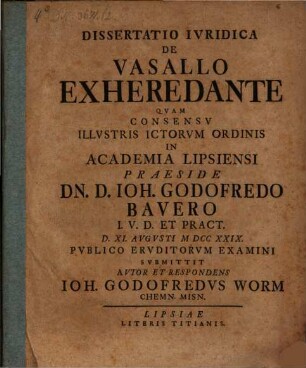 DISSERTATIO IVRIDICA
DE
VASALLO
EXHEREDANTE
QVAM
CONSENSV
ILLVSTRIS ICTORVM ORDINIS
IN
ACADEMIA LIPSIENSI
PRAESIDE
DN. D. IOH. GODOFREDO
BAVERO
I. V. D. ET PRACT.
D. XI. AVGVSTI M DCC XXIX.
PVBLICO ERVDITORVM EXAMINI
SVBMITTIT
AVTOR ET RESPONDENS
IOH. GODOFREDVS WORM
CHEMN. MISN.
LIPSIAE
LITERIS TITIANIS.